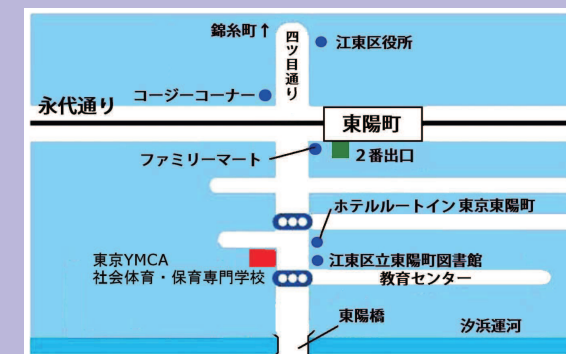 錦糸町↑
四ツ目通り
江東区役所
コージーコーナー
永代通り
東陽町
ファミリーマート
2番出口
ホテルルートイン東京東陽町
東京YMCA
社会体育・保育専門学校
江東区立東陽町図書館
教育センター
東陽橋
汐浜運河